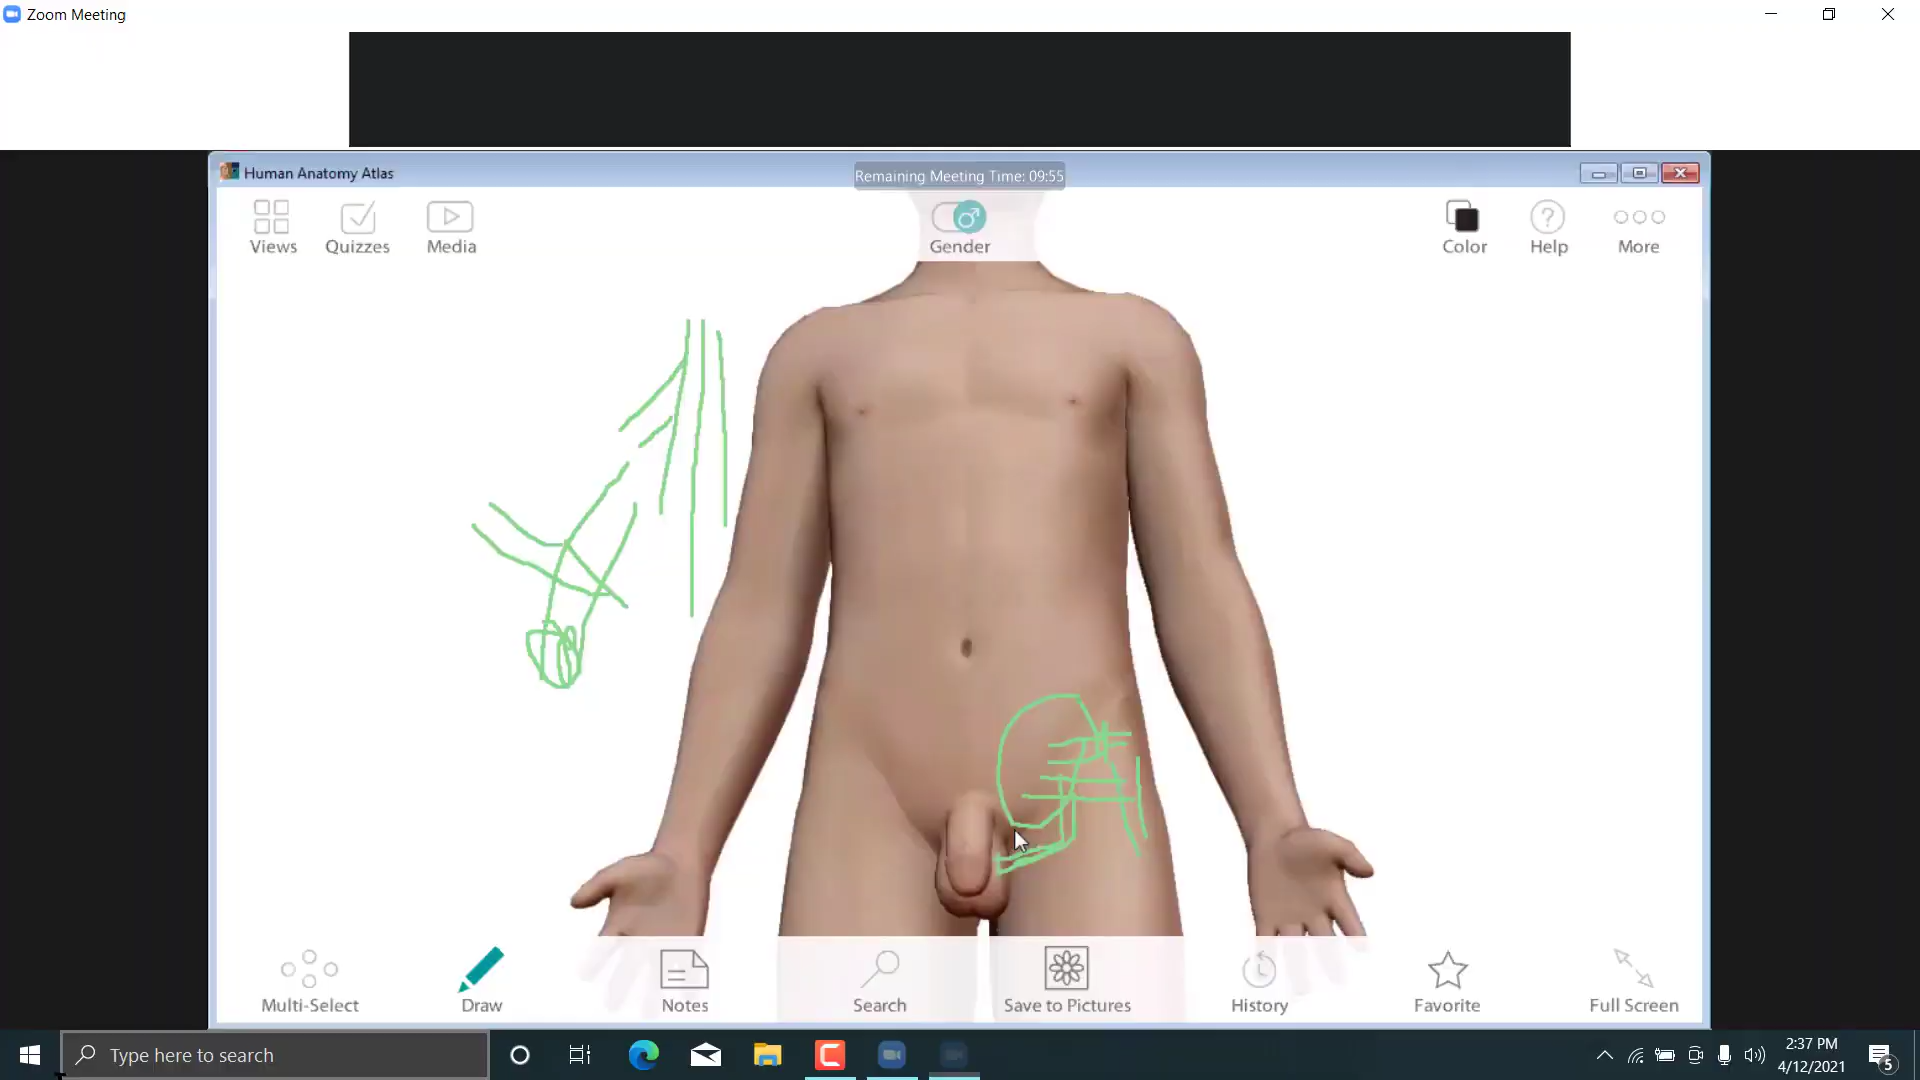 Zoom Meeting
Human Anatomy Atlas
Remaining Meeting Time: 09:55
Views
Quizzes
Media
Gender
Color
Help
More
Multi-Select
Draw
Notes
Search
Save to Pictures
History
Favorite
Full Screen
Type here to search
2:37 PM
4/12/2021
5